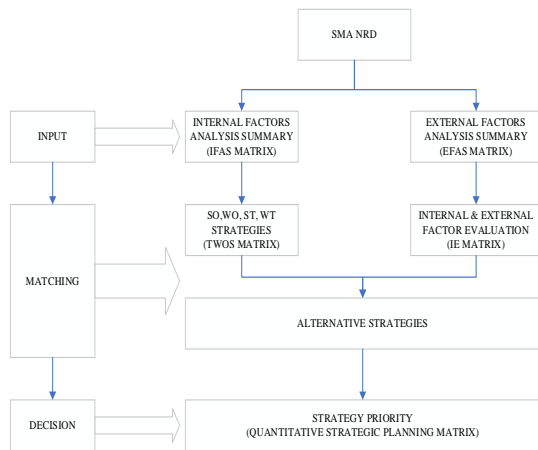 SMA NRD
INPUT
INTERNAL FACTORS
ANALYSIS SUMMARY
(IFAS MATRIX)
EXTERNAL FACTORS
ANALYSIS SUMMARY
(EFAS MATRIX)
MATCHING
SO,WO, ST, WT
STRATEGIES
(TWOS MATRIX)
INTERNAL & EXTERNAL
FACTOR EVALUATION
(IE MATRIX)
ALTERNATIVE STRATEGIES
DECISION
STRATEGY PRIORITY
(QUANTITATIVE STRATEGIC PLANNING MATRIX)